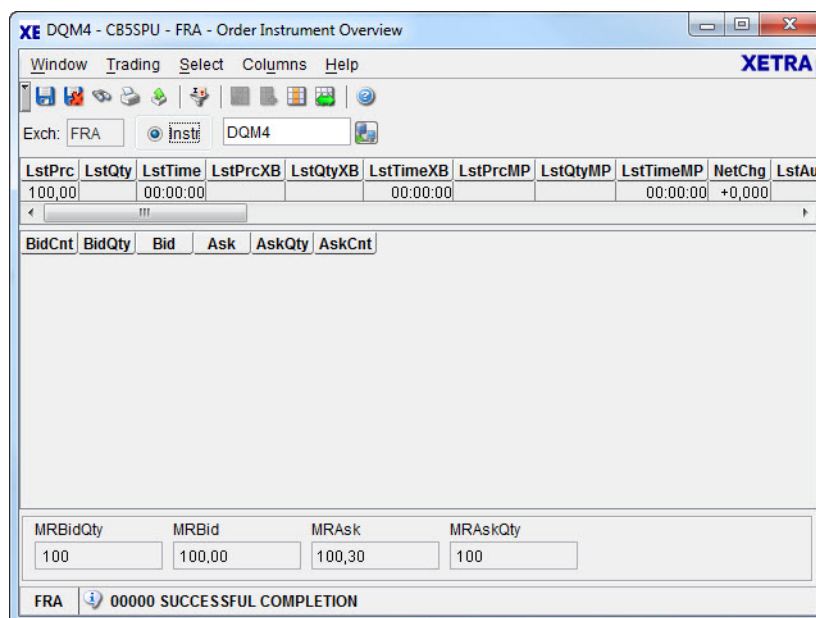 XE DQM4 - CB5SPU - FRA - Order Instrument Overview
Window Trading Select Columns Help XETRA
Exch: FRA Instr DQM4
LstPrc LstQty LstTime LstPrcXB LstQtyXB LstTimeXB LstPrcMP LstQtyMP LstTimeMP NetChg LstAu
100,00 00:00:00 00:00:00 00:00:00 +0,000
BidCnt BidQty Bid Ask AskQty AskCnt
MRBidQty MRBid MRAsk MRAskQty
100 100,00 100,30 100
FRA 00000 SUCCESSFUL COMPLETION